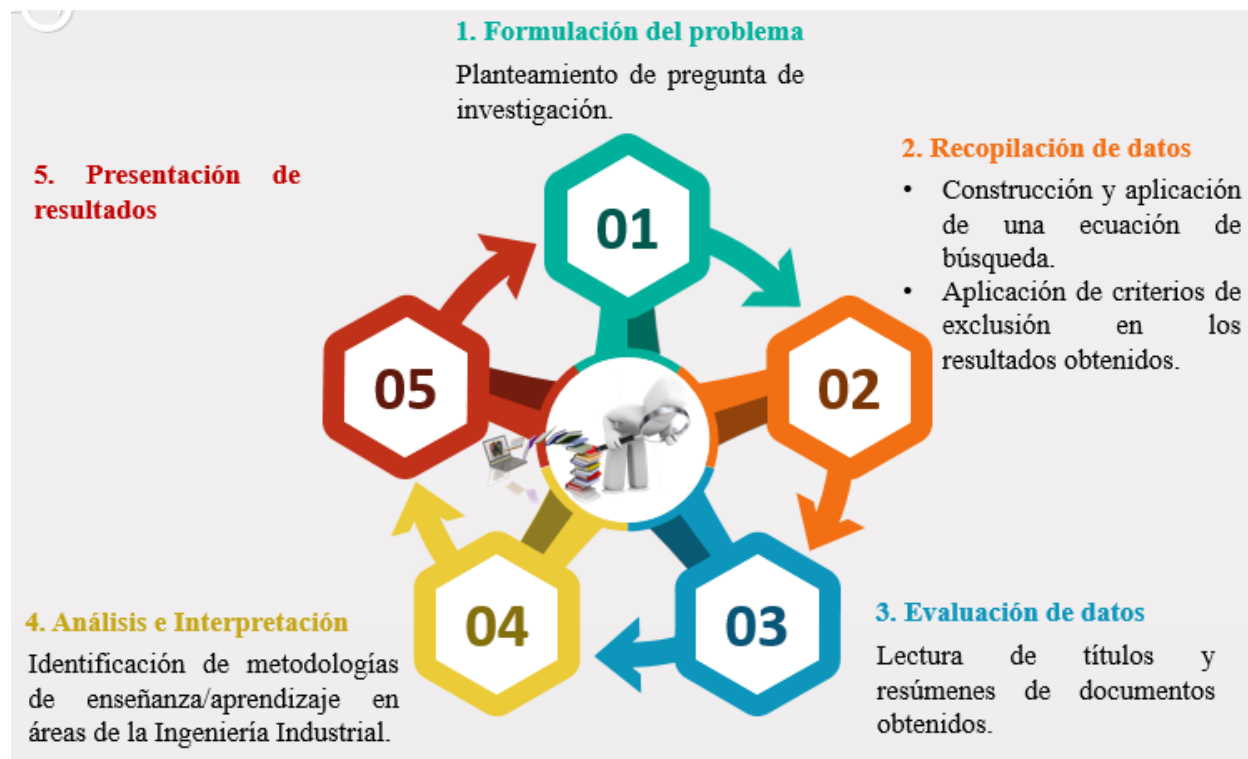 1. Formulación del problema
Planteamiento de pregunta de
investigación.
2. Recopilación de datos
• Construcción y aplicación
de una ecuación de
búsqueda.
• Aplicación de criterios de
exclusión en los
resultados obtenidos.
5. Presentación de
resultados
01
02
05
04
03
3. Evaluación de datos
Lectura de títulos y
resúmenes de documentos
obtenidos.
4. Análisis e Interpretación
Identificación de metodologías
de enseñanza/aprendizaje en
áreas de la Ingeniería Industrial.